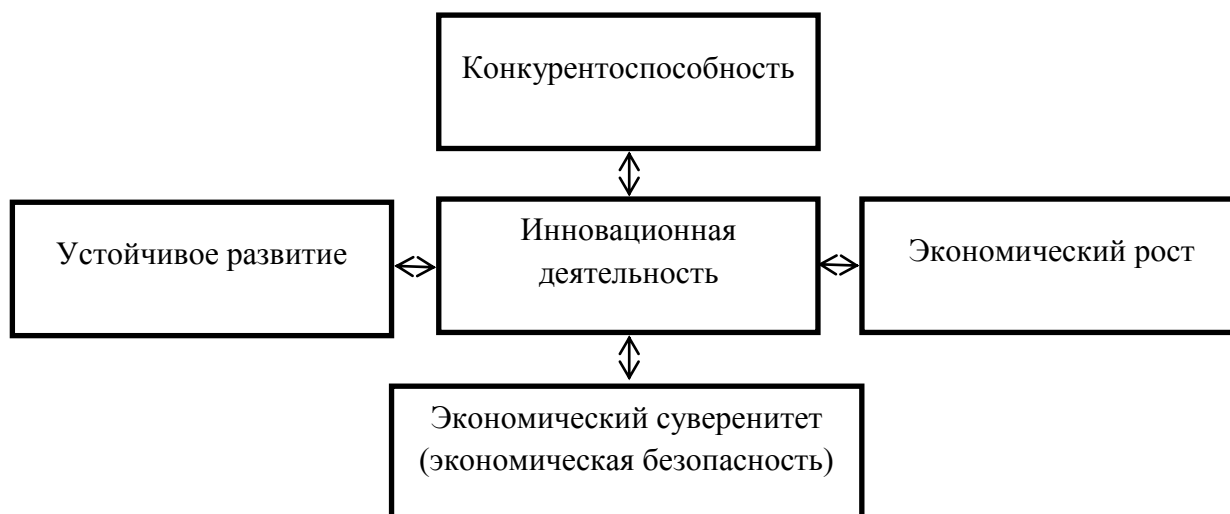 Конкурентоспособность
Устойчивое развитие
Инновационная
деятельность
Экономический рост
Экономический суверенитет
(экономическая безопасность)